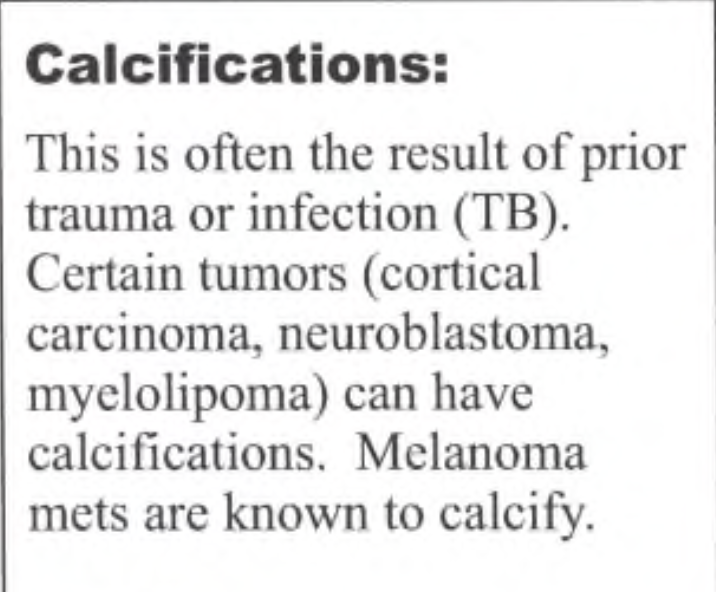 Calcifications:
This is often the result of prior
trauma or infection (TB).
Certain tumors (cortical
carcinoma, neuroblastoma,
myelolipoma) can have
calcifications. Melanoma
mets are known to calcify.